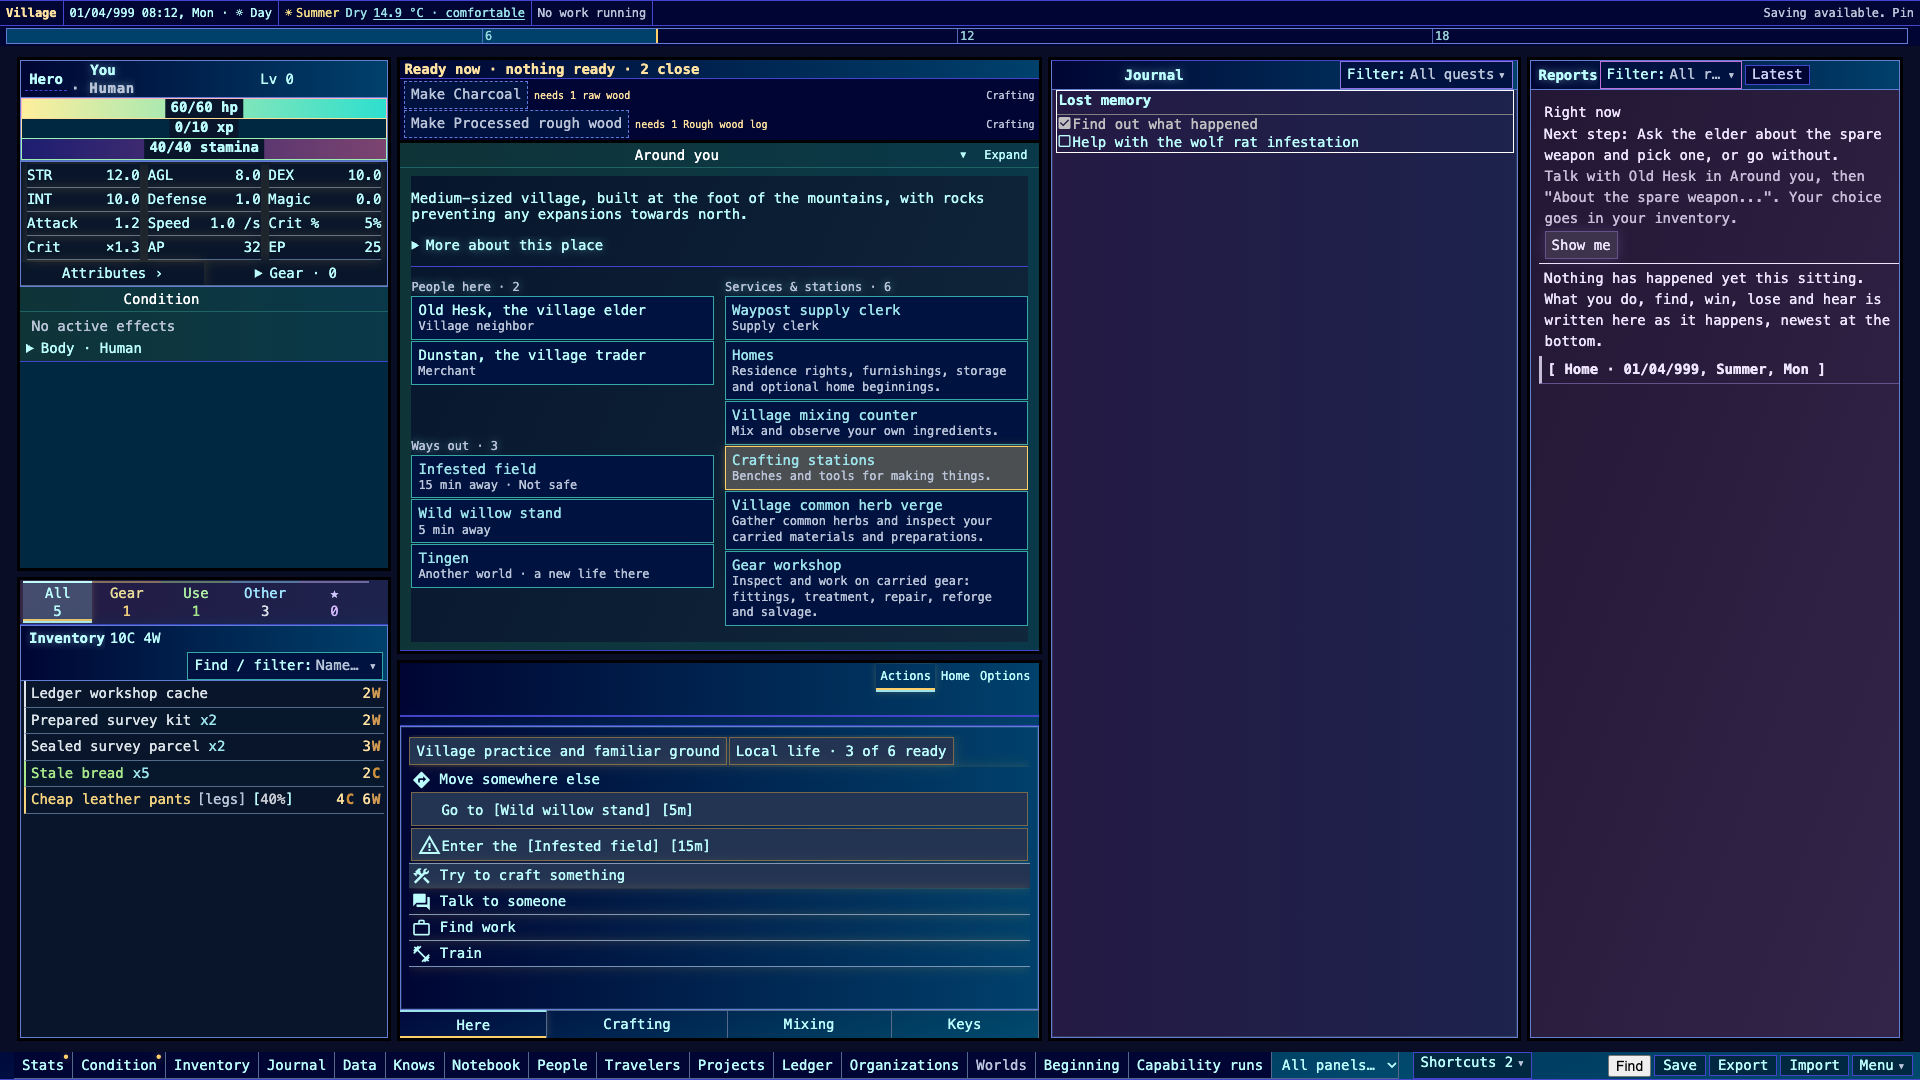 Village 01/04/999 08:12, Mon · ☀ Day ☀ Summer Dry 14.9 °C · comfortable No work running Saving available. Pin
6 12 18
Hero · You
Human
Lv 0
60/60 hp
0/10 xp
40/40 stamina
STR 12.0 AGL 8.0 DEX 10.0
INT 10.0 Defense 1.0 Magic 0.0
Attack 1.2 Speed 1.0 /s Crit % 5%
Crit ×1.3 AP 32 EP 25
Attributes › ▶ Gear · 0
Condition
No active effects
▶ Body · Human
All 5
Gear 1
Use 1
Other 3
★ 0
Inventory 10C 4W
Find / filter: Name… ▾
Ledger workshop cache 2W
Prepared survey kit x2 2W
Sealed survey parcel x2 3W
Stale bread x5 2C
Cheap leather pants [legs] [40%] 4C 6W
Ready now · nothing ready · 2 close
Make Charcoal needs 1 raw wood Crafting
Make Processed rough wood needs 1 Rough wood log Crafting
Around you ▾ Expand
Medium-sized village, built at the foot of the mountains, with rocks
preventing any expansions towards north.
▶ More about this place
People here · 2
Old Hesk, the village elder
Village neighbor
Dunstan, the village trader
Merchant
Ways out · 3
Infested field
15 min away · Not safe
Wild willow stand
5 min away
Tingen
Another world · a new life there
Services & stations · 6
Waypost supply clerk
Supply clerk
Homes
Residence rights, furnishings, storage
and optional home beginnings.
Village mixing counter
Mix and observe your own ingredients.
Crafting stations
Benches and tools for making things.
Village common herb verge
Gather common herbs and inspect your
carried materials and preparations.
Gear workshop
Inspect and work on carried gear:
fittings, treatment, repair, reforge
and salvage.
Actions Home Options
Village practice and familiar ground Local life · 3 of 6 ready
Move somewhere else
Go to [Wild willow stand] [5m]
Enter the [Infested field] [15m]
Try to craft something
Talk to someone
Find work
Train
Here Crafting Mixing Keys
Journal Filter: All quests ▾
Lost memory
Find out what happened
Help with the wolf rat infestation
Reports Filter: All r… ▾ Latest
Right now
Next step: Ask the elder about the spare
weapon and pick one, or go without.
Talk with Old Hesk in Around you, then
"About the spare weapon...". Your choice
goes in your inventory.
Show me
Nothing has happened yet this sitting.
What you do, find, win, lose and hear is
written here as it happens, newest at the
bottom.
[ Home · 01/04/999, Summer, Mon ]
Stats Condition Inventory Journal Data Knows Notebook People Travelers Projects Ledger Organizations Worlds Beginning Capability runs All panels… Shortcuts 2 ▾ Find Save Export Import Menu ▾